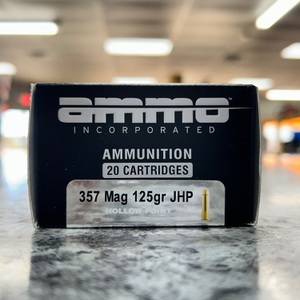 ammo
INCORPORATED
AMMUNITION
20 CARTRIDGES
357 Mag 125gr JHP
HOLLOW POINT